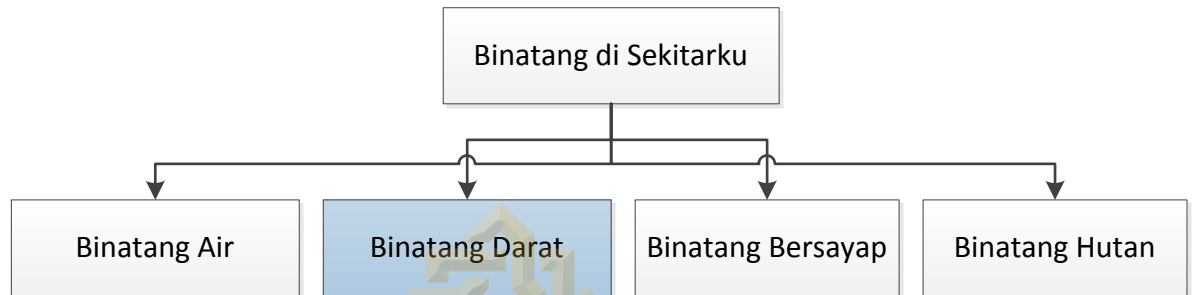 Binatang di Sekitarku
Binatang Air
Binatang Darat
Binatang Bersayap
Binatang Hutan